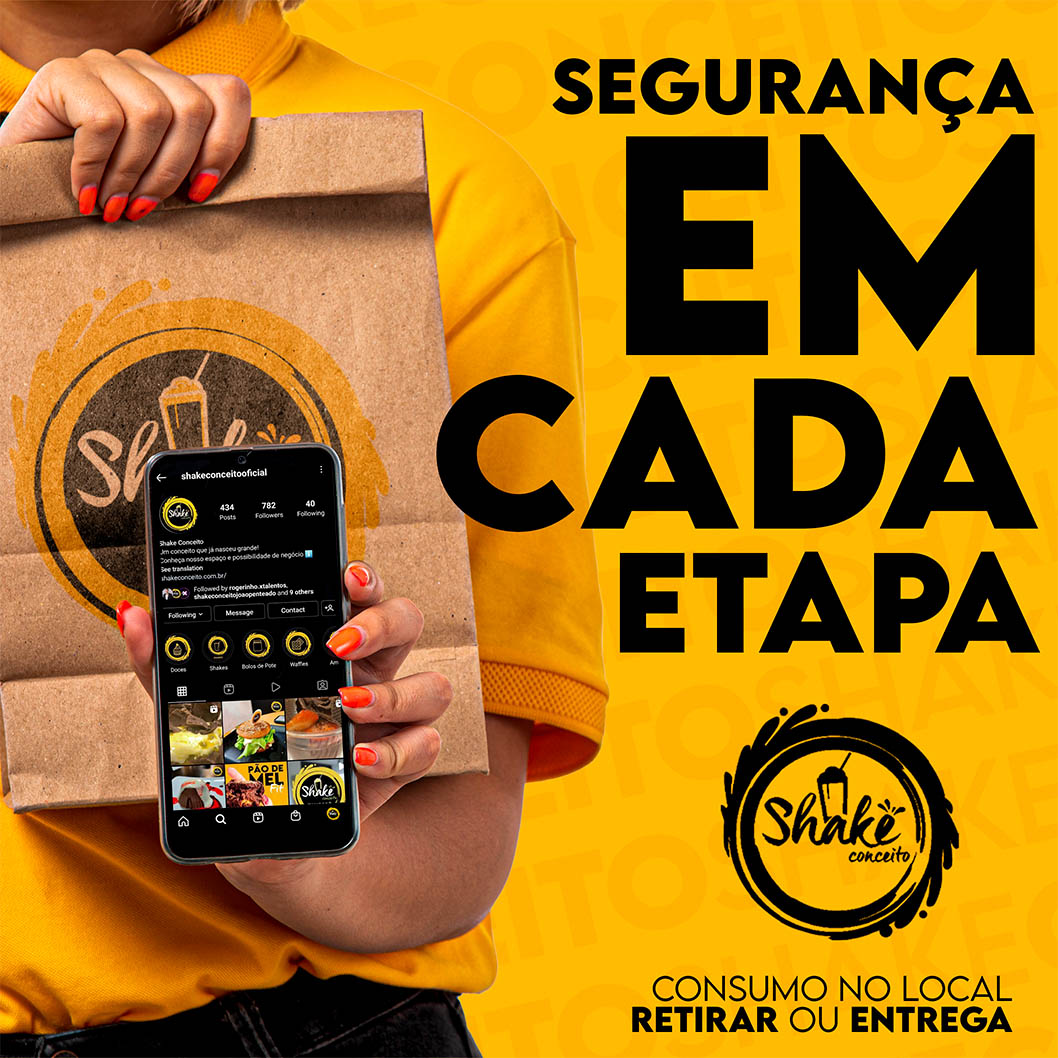 SEGURANÇA
EM
CADA
ETAPA
shakeconceitooficial
434
782
40
Posts
Followers
Following
Shake Conceito
Um conceito que já nasceu grande!
Conheça nosso espaço e possibilidade de negócio
See translation
shakeconceito.com.br/
Followed by rogerinho.xtalentos,
shakeconceitojoaopenteado and 9 others
Following
Message
Contact
Doces
Shakes
Bolos de Pote
Waffles
Am
PÃO DE
MEL
Fit
Shake
Shake
conceito
CONSUMO NO LOCAL
RETIRAR OU ENTREGA